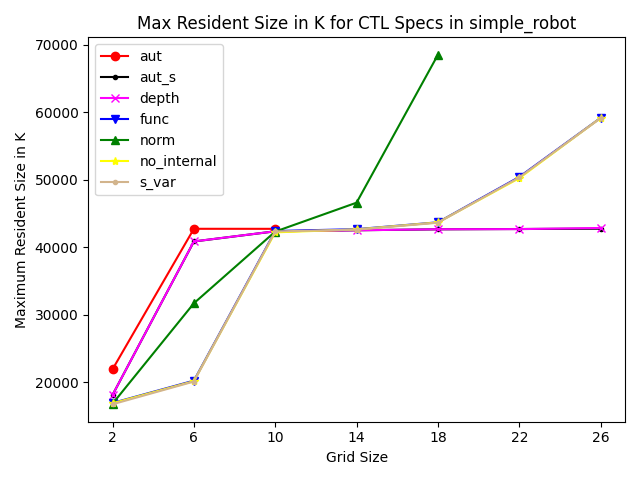 Max Resident Size in K for CTL Specs in simple_robot
70000
60000
50000
40000
30000
20000
Maximum Resident Size in K
aut
aut_s
depth
func
norm
no_internal
s_var
2 6 10 14 18 22 26
Grid Size